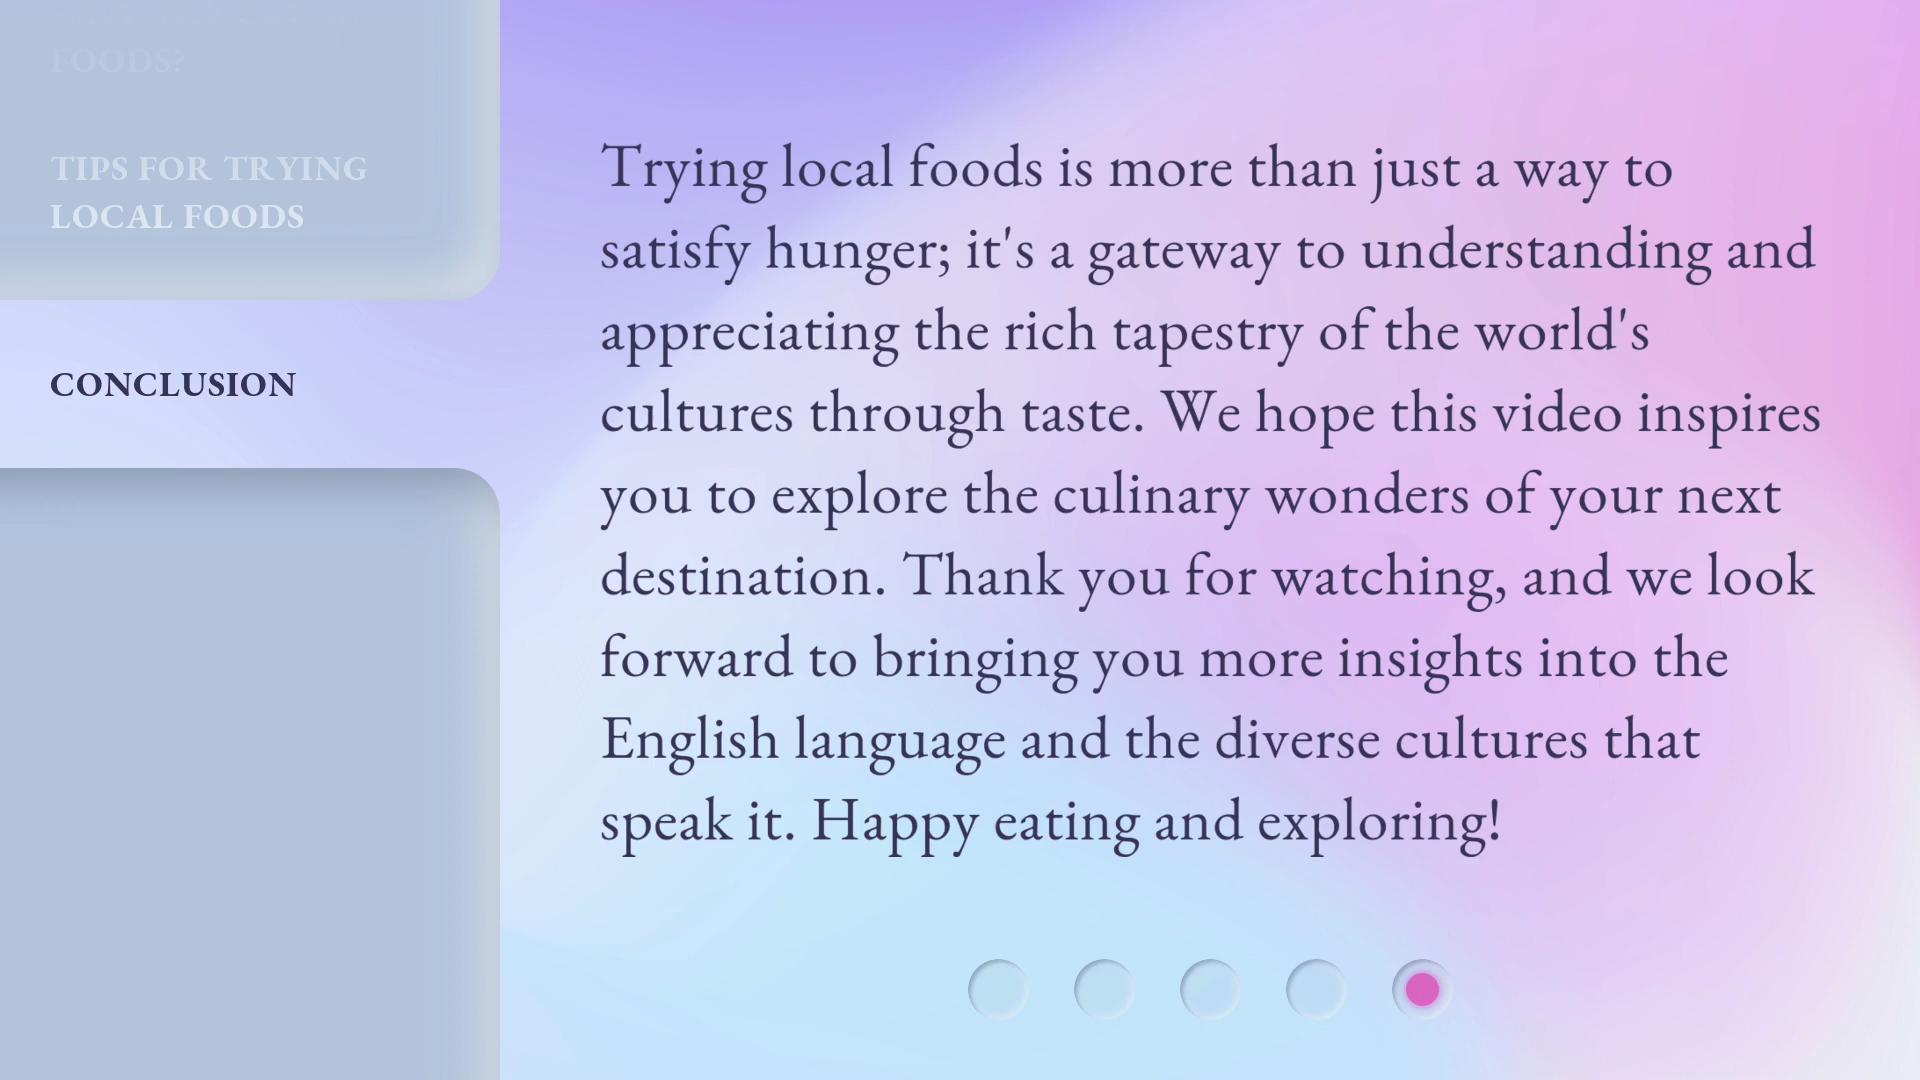 FOODS?
TIPS FOR TRYING
LOCAL FOODS
CONCLUSION
Trying local foods is more than just a way to
satisfy hunger; it's a gateway to understanding and
appreciating the rich tapestry of the world's
cultures through taste. We hope this video inspires
you to explore the culinary wonders of your next
destination. Thank you for watching, and we look
forward to bringing you more insights into the
English language and the diverse cultures that
speak it. Happy eating and exploring!